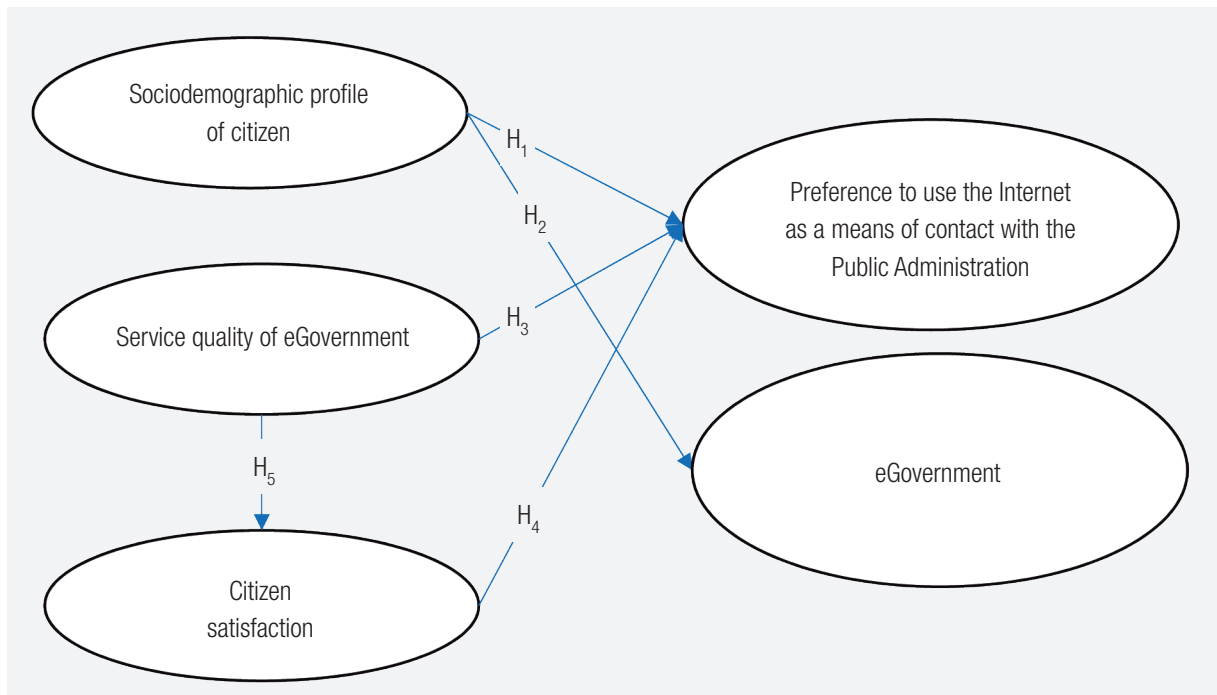 Sociodemographic profile
of citizen
H₁
Preference to use the Internet
as a means of contact with the
Public Administration
H₂
Service quality of eGovernment
H₃
H₅
eGovernment
H₄
Citizen
satisfaction